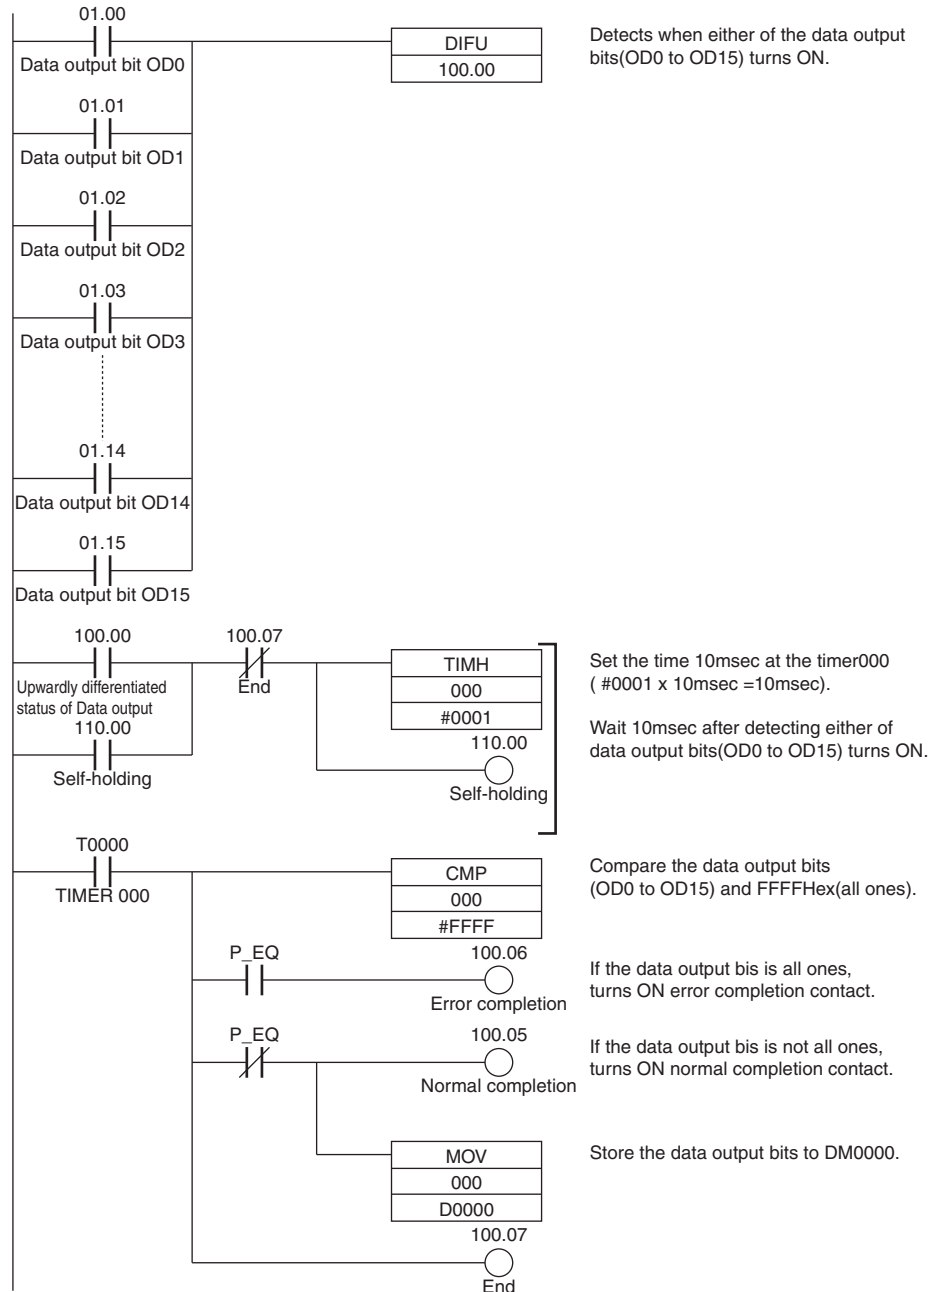 01.00
Data output bit OD0
DIFU
100.00
Detects when either of the data output
bits(OD0 to OD15) turns ON.
01.01
Data output bit OD1
01.02
Data output bit OD2
01.03
Data output bit OD3
01.14
Data output bit OD14
01.15
Data output bit OD15
100.00
Upwardly differentiated
status of Data output
110.00
Self-holding
100.07
End
TIMH
000
#0001
110.00
Self-holding
Set the time 10msec at the timer000
( #0001 x 10msec =10msec).
Wait 10msec after detecting either of
data output bits(OD0 to OD15) turns ON.
T0000
TIMER 000
CMP
000
#FFFF
Compare the data output bits
(OD0 to OD15) and FFFFHex(all ones).
P_EQ
100.06
Error completion
If the data output bis is all ones,
turns ON error completion contact.
P_EQ
100.05
Normal completion
If the data output bis is not all ones,
turns ON normal completion contact.
MOV
000
D0000
Store the data output bits to DM0000.
100.07
End